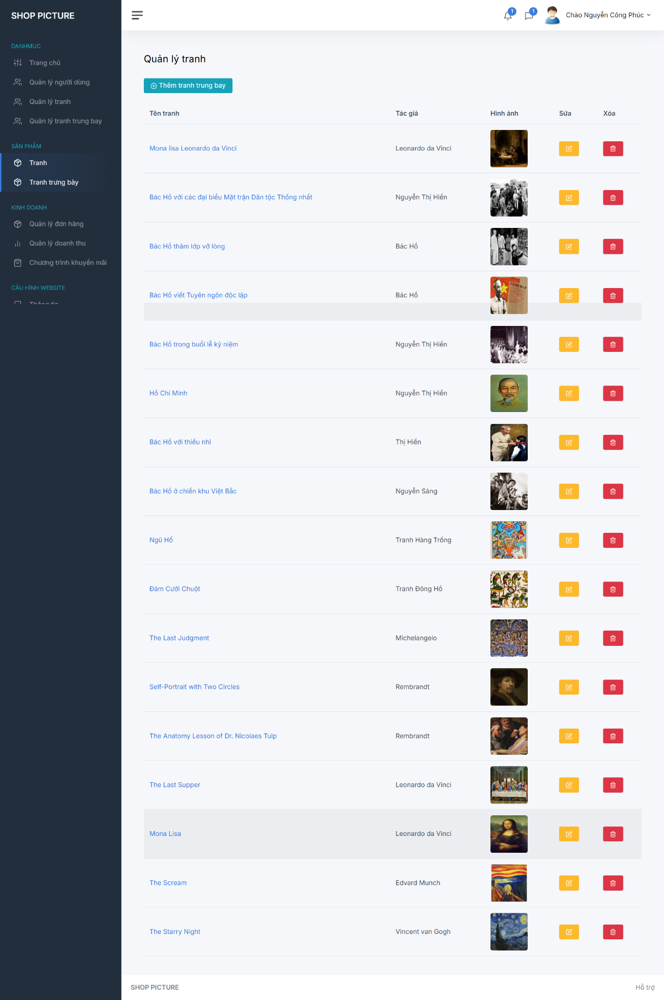 SHOP PICTURE
1
1
Chào Nguyễn Công Phúc
DANHMUC
Trang chủ
Quản lý người dùng
Quản lý tranh
Quản lý tranh trung bay
SẢN PHẨM
Tranh
Tranh trưng bày
KINH DOANH
Quản lý đơn hàng
Quản lý doanh thu
Chương trình khuyến mãi
CẤU HÌNH WEBSITE
Thông tin
Quản lý tranh
Thêm tranh trung bay
Tên tranh Tác giả Hình ảnh Sửa Xóa
Mona lisa Leonardo da Vinci Leonardo da Vinci
Bác Hồ với các đại biểu Mặt trận Dân tộc Thống nhất Nguyễn Thị Hiền
Bác Hồ thăm lớp vỡ lòng Bác Hồ
Bác Hồ viết Tuyên ngôn độc lập Bác Hồ
Bác Hồ trong buổi lễ kỷ niệm Nguyễn Thị Hiền
Hồ Chí Minh Nguyễn Thị Hiền
Bác Hồ với thiếu nhi Thị Hiền
Bác Hồ ở chiến khu Việt Bắc Nguyễn Sáng
Ngũ Hổ Tranh Hàng Trống
Đám Cưới Chuột Tranh Đông Hồ
The Last Judgment Michelangelo
Self-Portrait with Two Circles Rembrandt
The Anatomy Lesson of Dr. Nicolaes Tulp Rembrandt
The Last Supper Leonardo da Vinci
Mona Lisa Leonardo da Vinci
The Scream Edvard Munch
The Starry Night Vincent van Gogh
SHOP PICTURE
Hỗ trợ